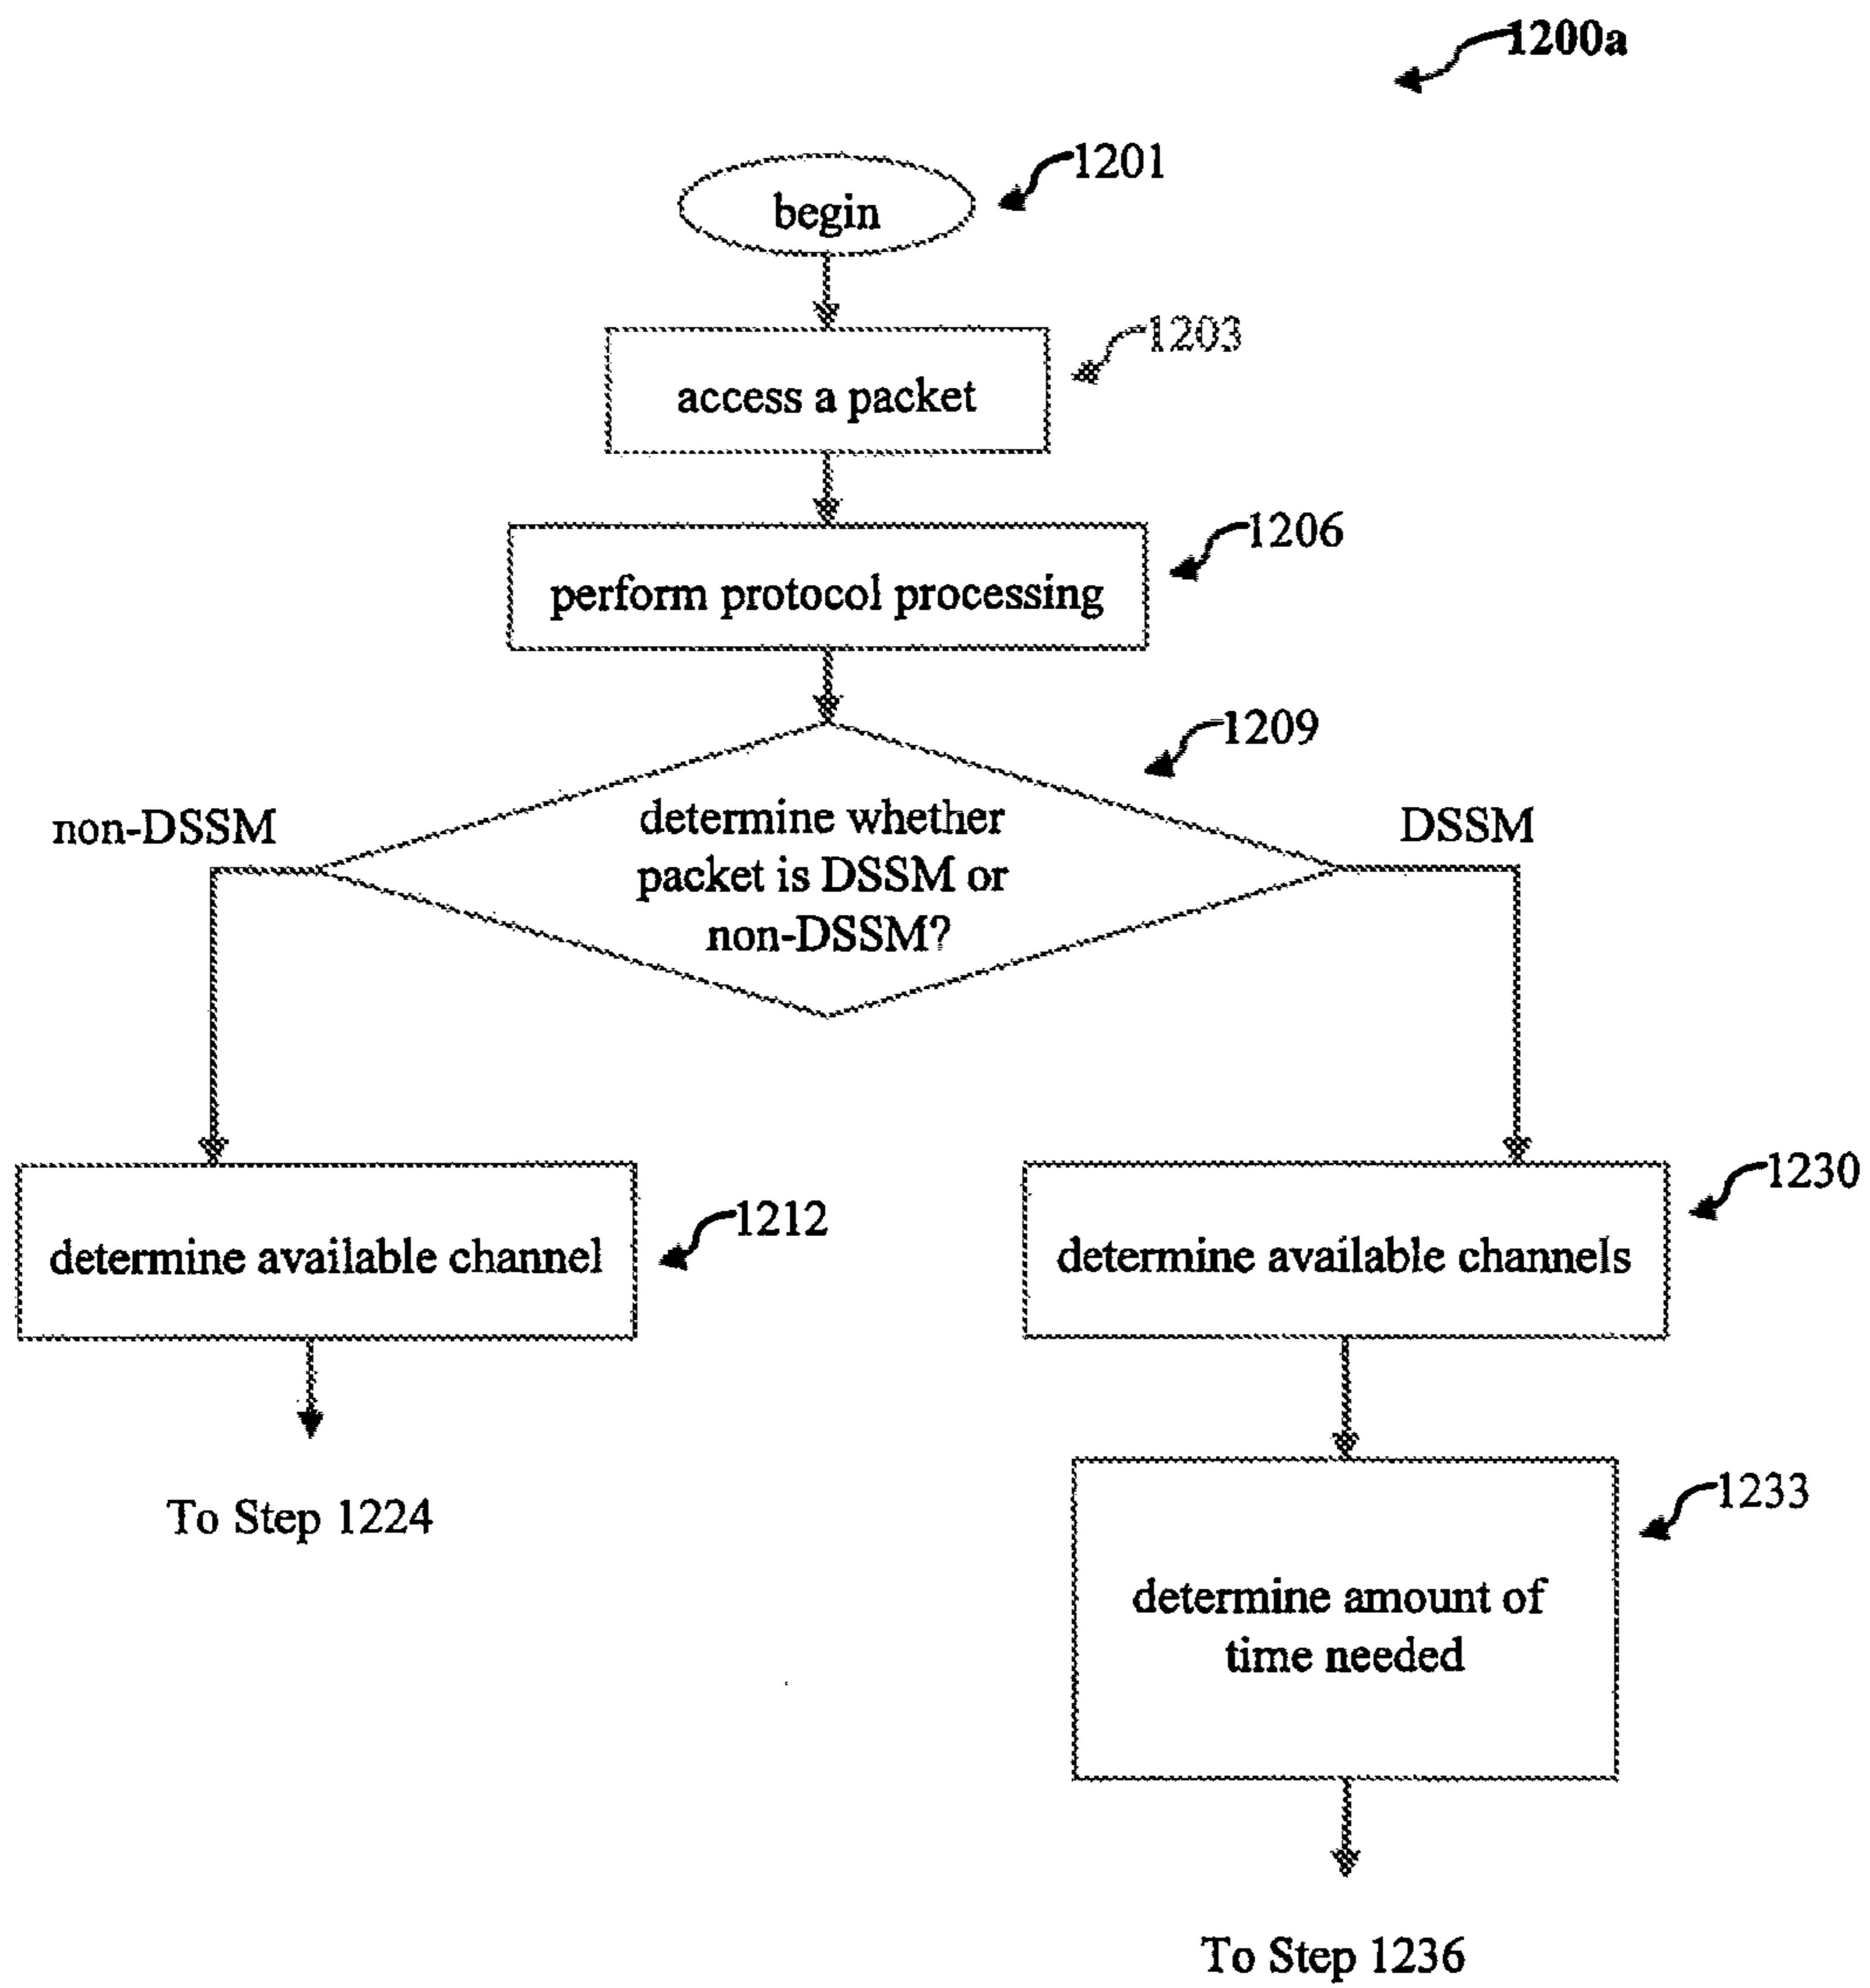 1200a
1201
begin
1203
access a packet
1206
perform protocol processing
1209
determine whether
packet is DSSM or
non-DSSM?
non-DSSM
DSSM
1212
determine available channel
1230
determine available channels
To Step 1224
1233
determine amount of
time needed
To Step 1236